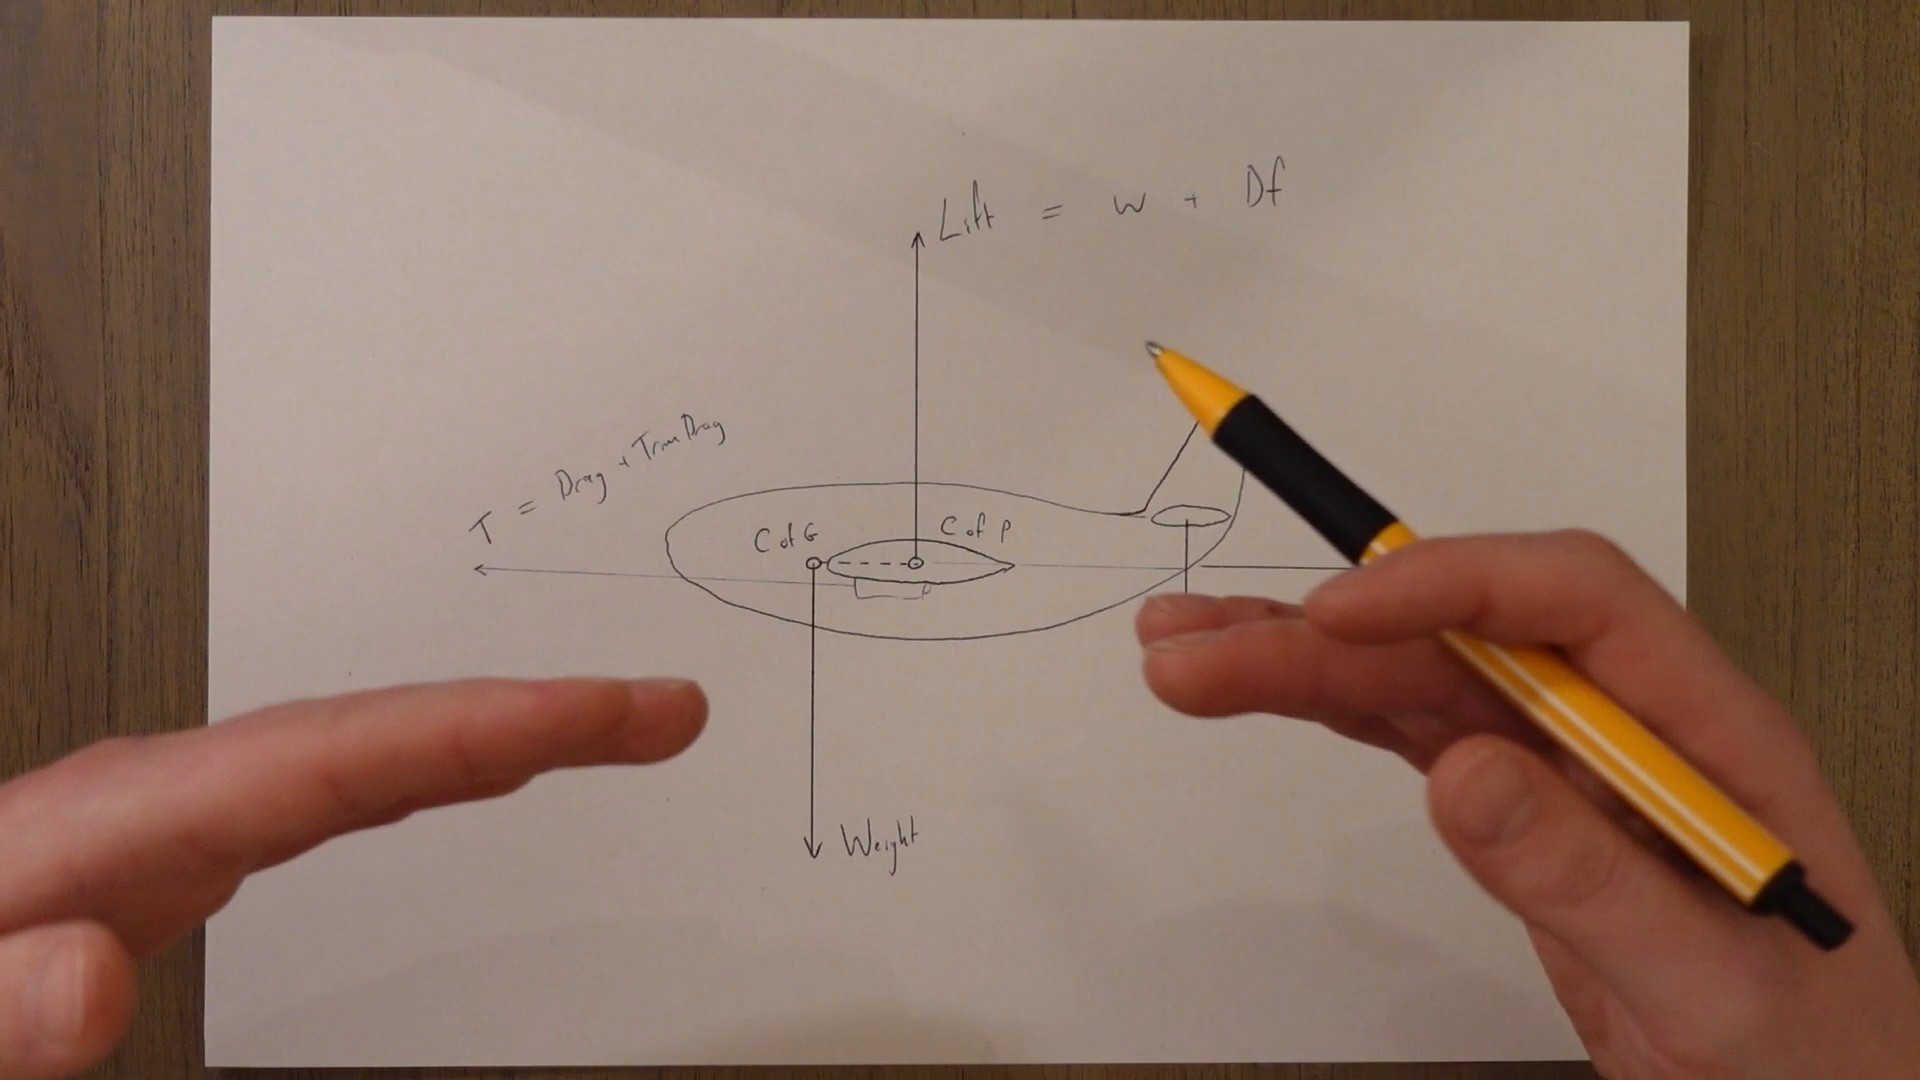 Lift = W + Df
T = Drag + Trim Drag
C of G
C of P
Weight